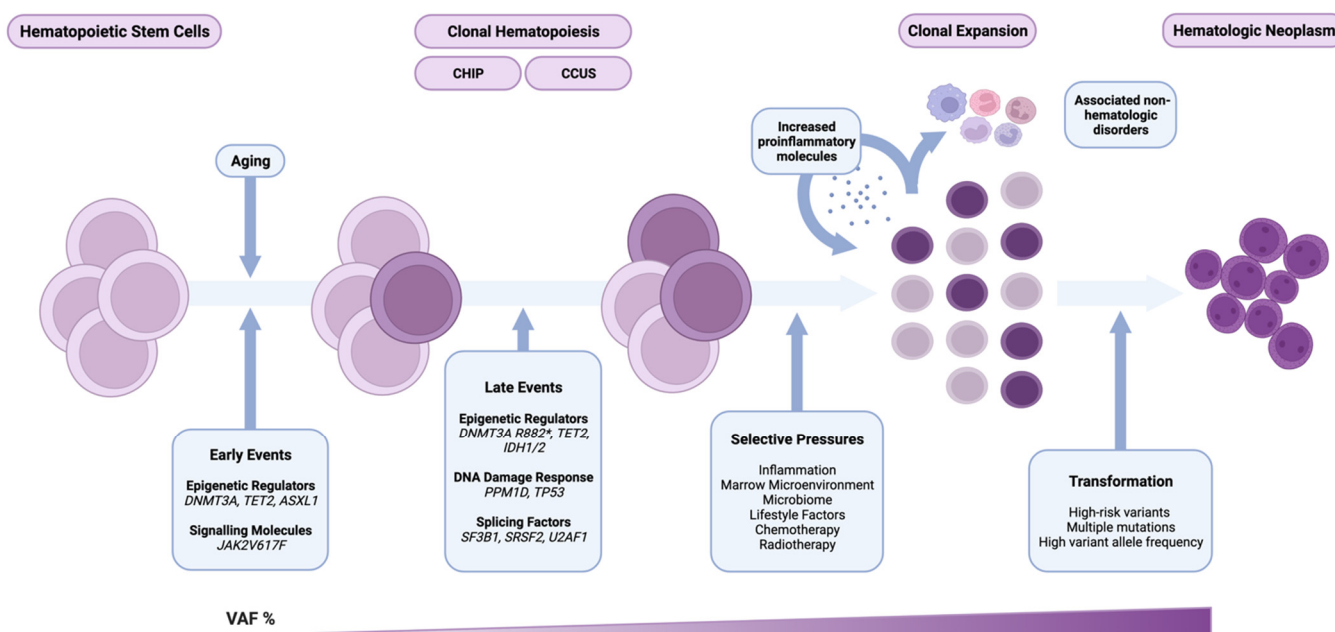 Hematopoietic Stem Cells
Clonal Hematopoiesis
CHIP
CCUS
Clonal Expansion
Hematologic Neoplasm
Aging
Increased
proinflammatory
molecules
Associated non-
hematologic
disorders
Early Events
Epigenetic Regulators
DNMT3A, TET2, ASXL1
Signalling Molecules
JAK2V617F
Late Events
Epigenetic Regulators
DNMT3A R882*, TET2,
IDH1/2
DNA Damage Response
PPM1D, TP53
Splicing Factors
SF3B1, SRSF2, U2AF1
Selective Pressures
Inflammation
Marrow Microenvironment
Microbiome
Lifestyle Factors
Chemotherapy
Radiotherapy
Transformation
High-risk variants
Multiple mutations
High variant allele frequency
VAF %